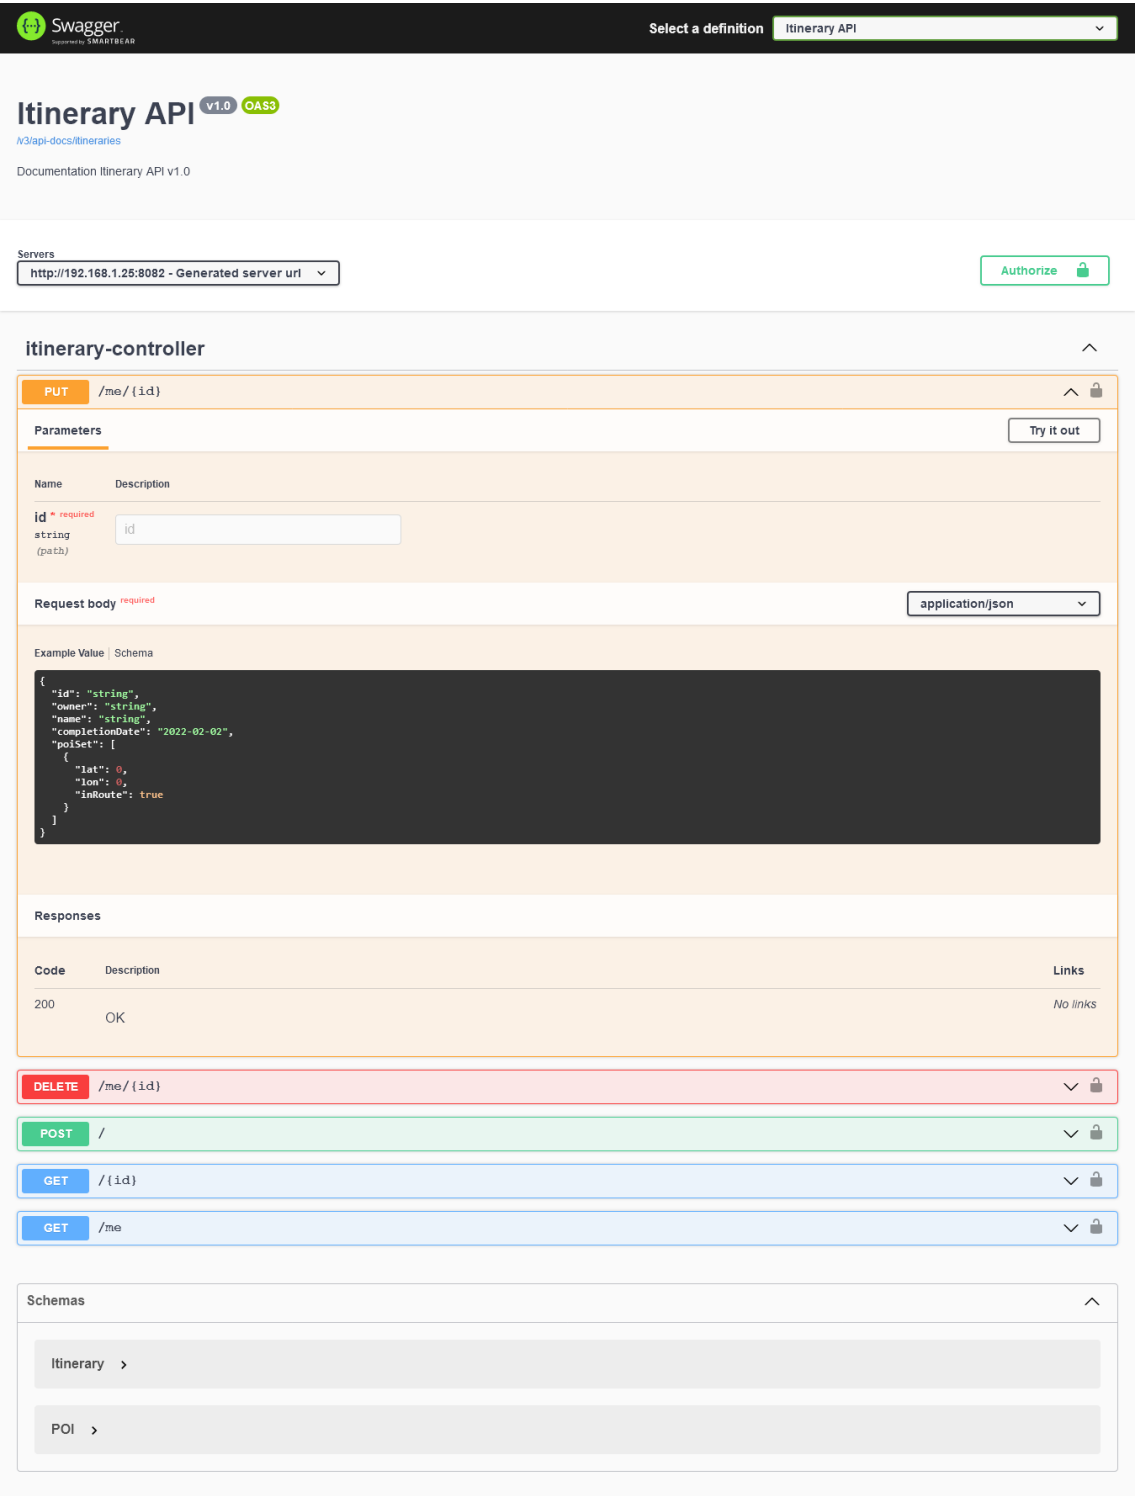 Swagger.
Supported by SMARTBEAR
Select a definition
Itinerary API
Itinerary API v1.0 OAS3
/v3/api-docs/itineraries
Documentation Itinerary API v1.0
Servers
http://192.168.1.25:8082 - Generated server url
Authorize
itinerary-controller
PUT /me/{id}
Parameters
Try it out
Name Description
id * required
string
(path)
id
Request body required
application/json
Example Value | Schema
{
"id": "string",
"owner": "string",
"name": "string",
"completionDate": "2022-02-02",
"poiSet": [
{
"lat": 0,
"lon": 0,
"inRoute": true
}
]
}
Responses
Code Description Links
200 OK No links
DELETE /me/{id}
POST /
GET /{id}
GET /me
Schemas
Itinerary
POI